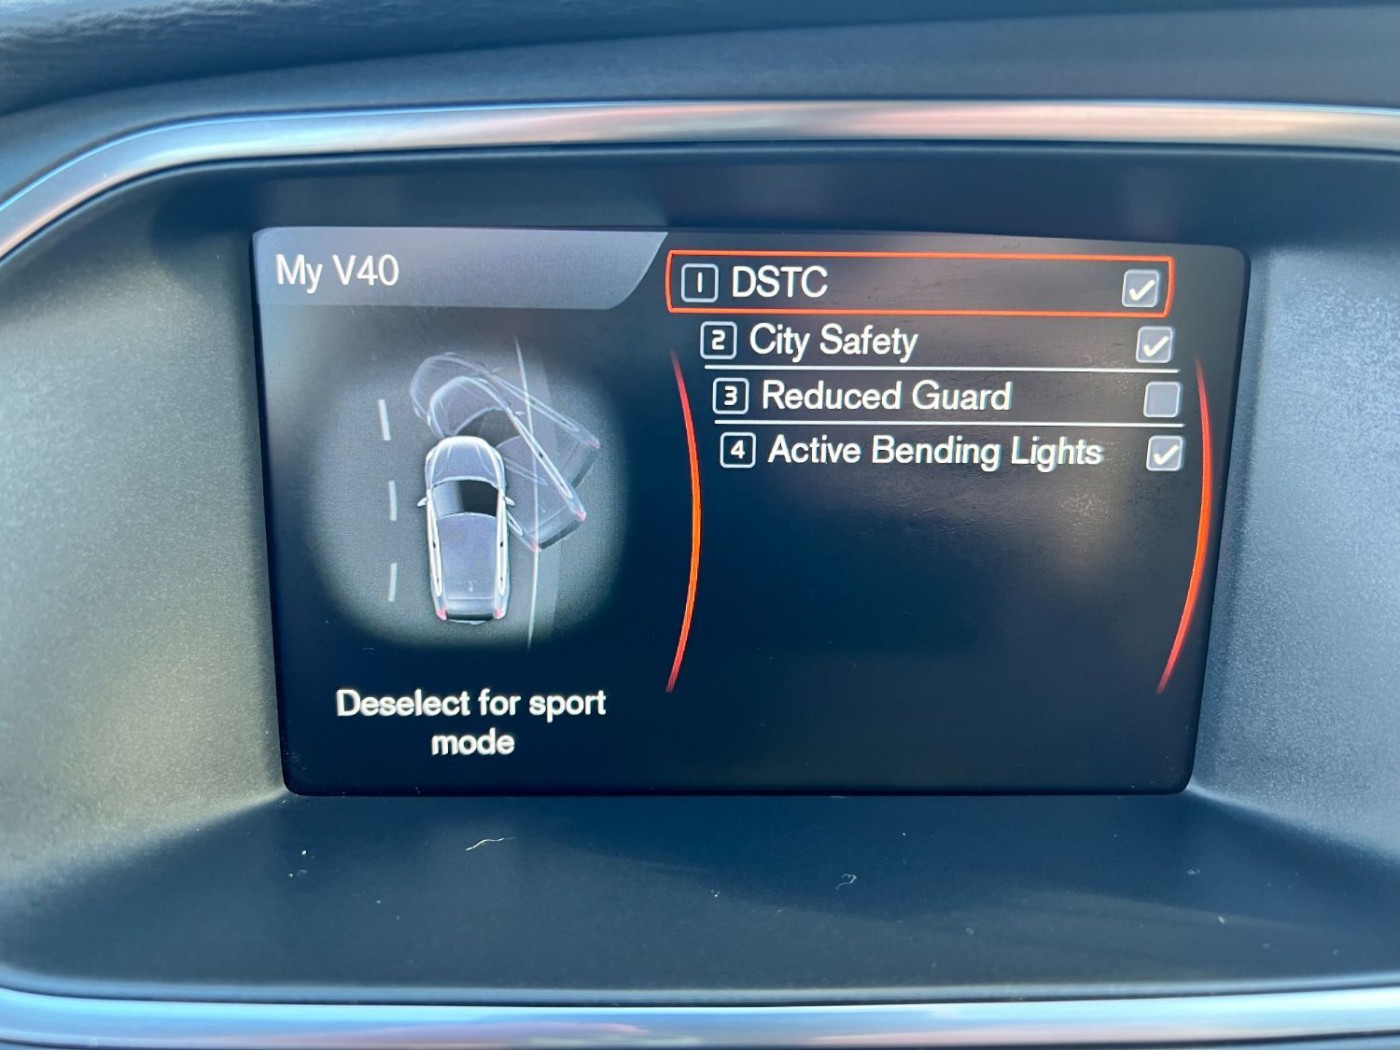 My V40
1 DSTC
2 City Safety
3 Reduced Guard
4 Active Bending Lights
Deselect for sport
mode